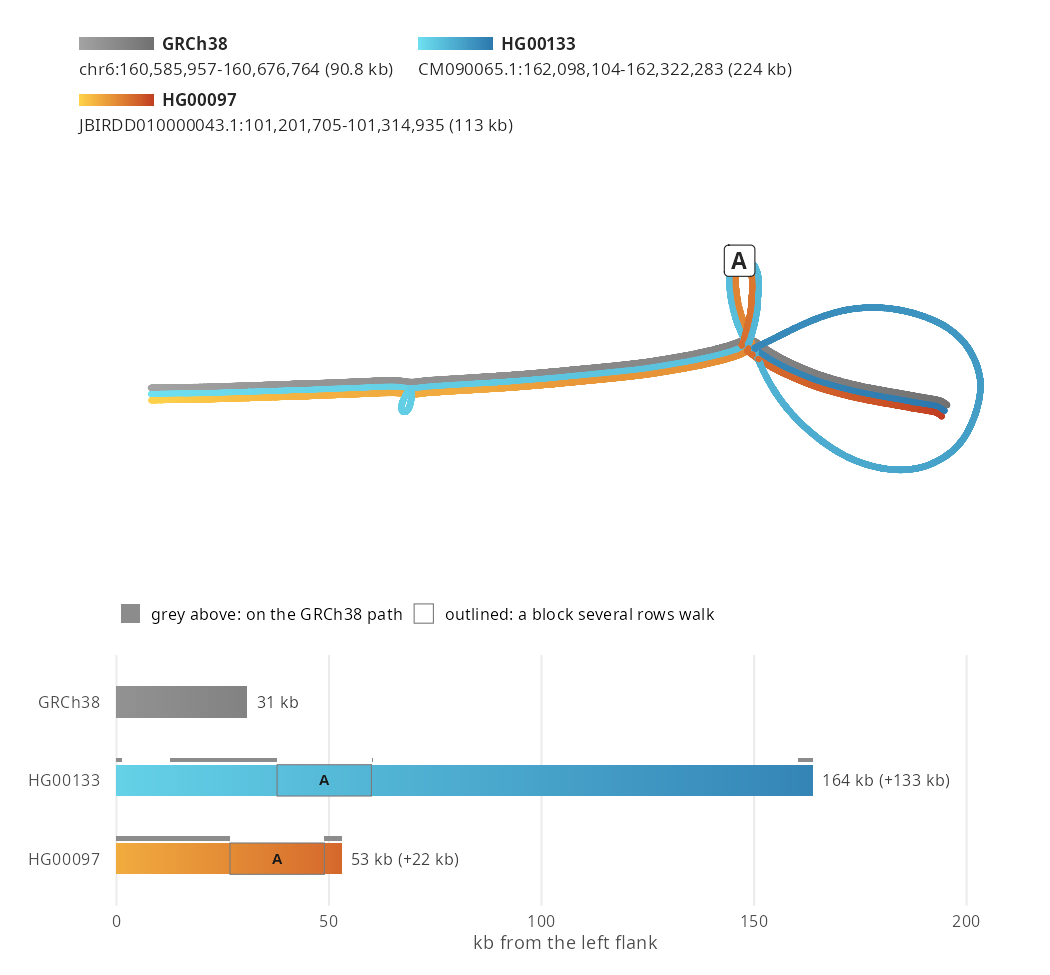 GRCh38
chr6:160,585,957-160,676,764 (90.8 kb)
HG00133
CM090065.1:162,098,104-162,322,283 (224 kb)
HG00097
JBIRDD010000043.1:101,201,705-101,314,935 (113 kb)
A
grey above: on the GRCh38 path
outlined: a block several rows walk
GRCh38
31 kb
HG00133
A
164 kb (+133 kb)
HG00097
A
53 kb (+22 kb)
0 50 100 150 200
kb from the left flank